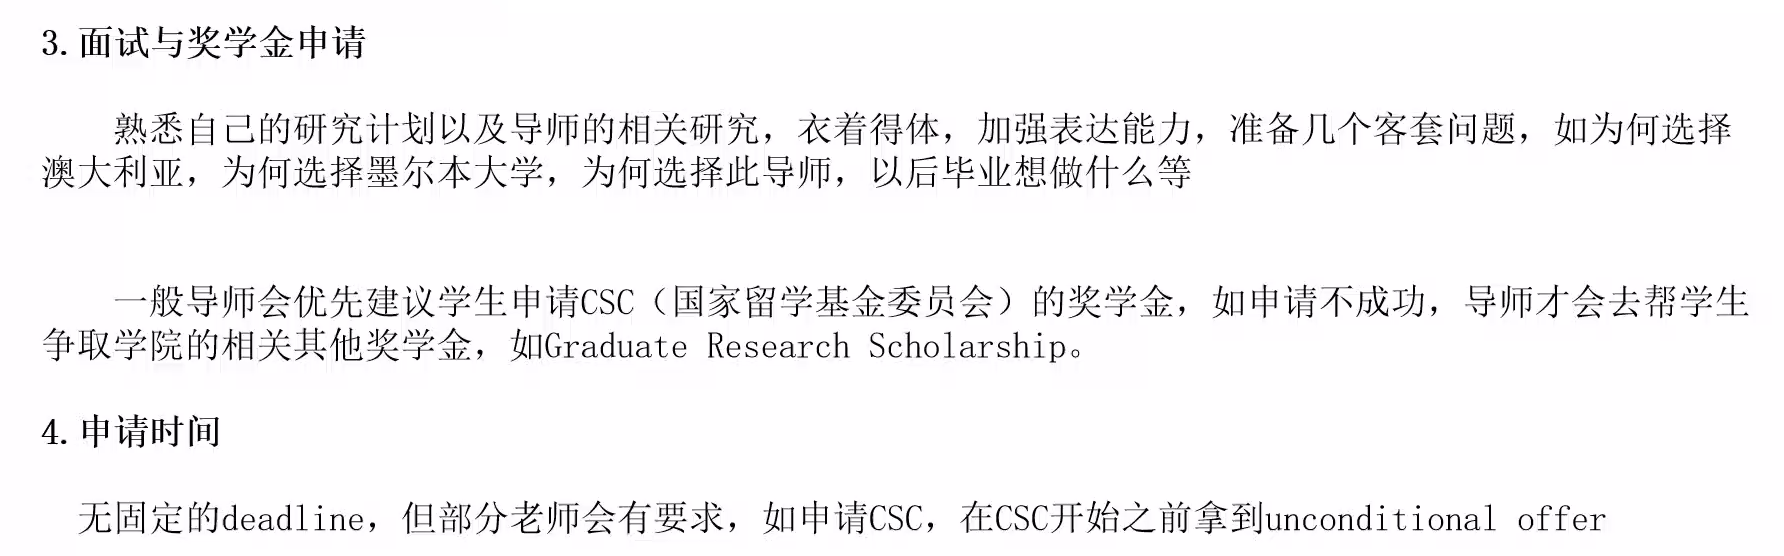 3.面试与奖学金申请
熟悉自己的研究计划以及导师的相关研究，衣着得体，加强表达能力，准备几个客套问题，如为何选择
澳大利亚，为何选择墨尔本大学，为何选择此导师，以后毕业想做什么等
一般导师会优先建议学生申请CSC（国家留学基金委员会）的奖学金，如申请不成功，导师才会去帮学生
争取学院的相关其他奖学金，如Graduate Research Scholarship。
4.申请时间
无固定的deadline，但部分老师会有要求，如申请CSC，在CSC开始之前拿到unconditional offer